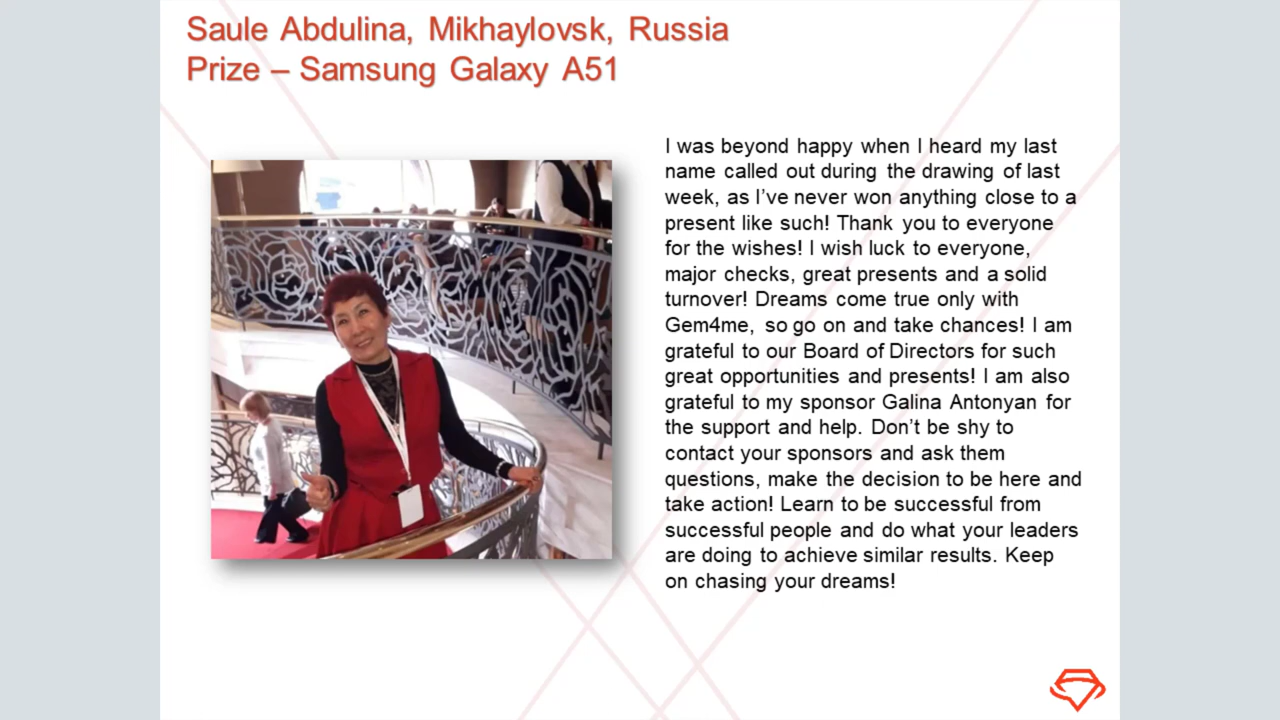 Saule Abdulina, Mikhaylovsk, Russia
Prize – Samsung Galaxy A51
I was beyond happy when I heard my last
name called out during the drawing of last
week, as I’ve never won anything close to a
present like such! Thank you to everyone
for the wishes! I wish luck to everyone,
major checks, great presents and a solid
turnover! Dreams come true only with
Gem4me, so go on and take chances! I am
grateful to our Board of Directors for such
great opportunities and presents! I am also
grateful to my sponsor Galina Antonyan for
the support and help. Don’t be shy to
contact your sponsors and ask them
questions, make the decision to be here and
take action! Learn to be successful from
successful people and do what your leaders
are doing to achieve similar results. Keep
on chasing your dreams!